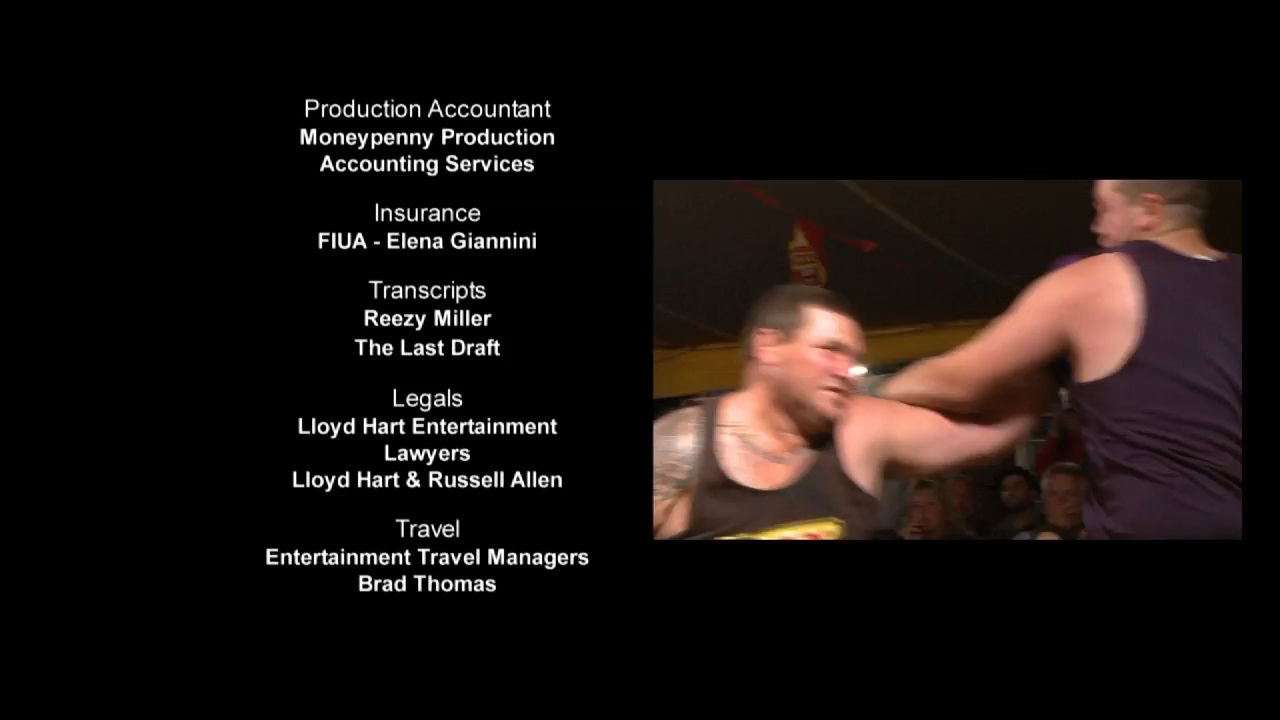 Production Accountant
Moneypenny Production
Accounting Services
Insurance
FIUA - Elena Giannini
Transcripts
Reezy Miller
The Last Draft
Legals
Lloyd Hart Entertainment
Lawyers
Lloyd Hart & Russell Allen
Travel
Entertainment Travel Managers
Brad Thomas